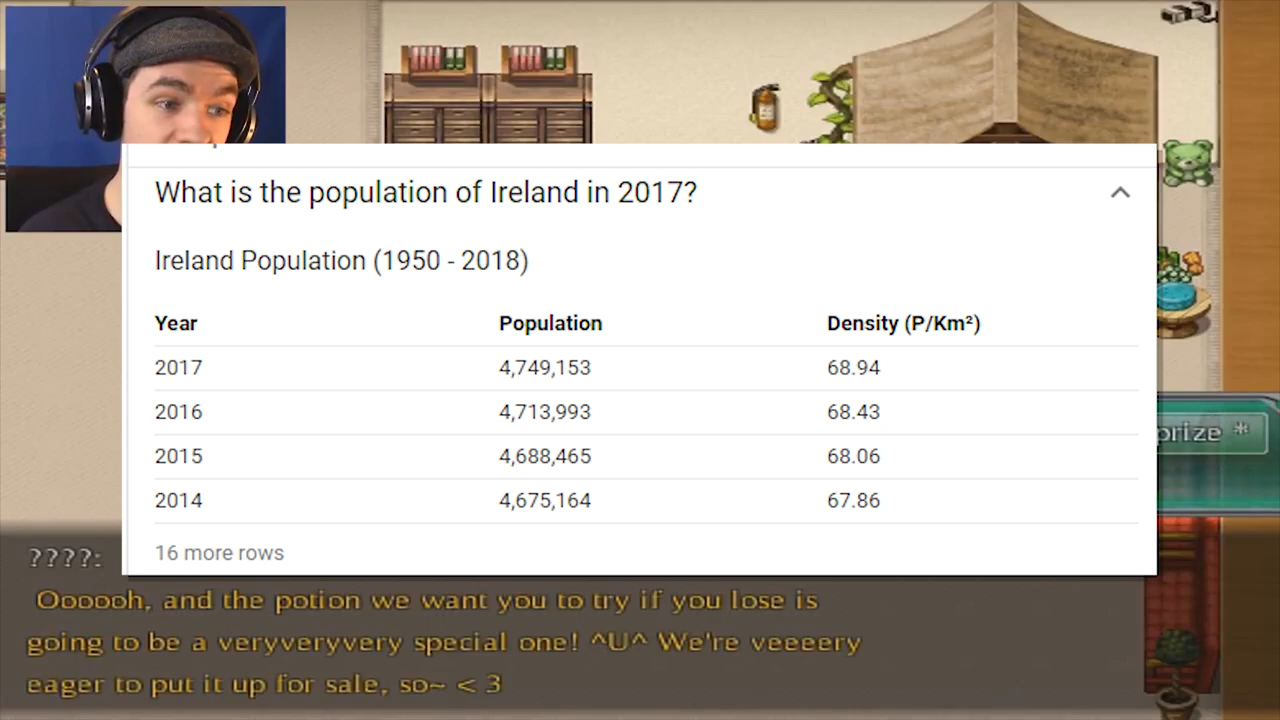 What is the population of Ireland in 2017?
Ireland Population (1950 - 2018)
Year Population Density (P/Km²)
2017 4,749,153 68.94
2016 4,713,993 68.43
2015 4,688,465 68.06
2014 4,675,164 67.86
16 more rows
prize *
????:
Oooooh, and the potion we want you to try if you lose is
going to be a veryveryvery special one! ^U^ We're veeeery
eager to put it up for sale, so~ < 3